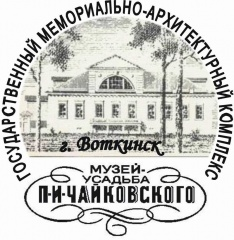 ГОСУДАРСТВЕННЫЙ МЕМОРИАЛЬНО-АРХИТЕКТУРНЫЙ КОМПЛЕКС
г. Воткинск
МУЗЕЙ-
УСАДЬБА
П·И·ЧАЙКОВСКОГО